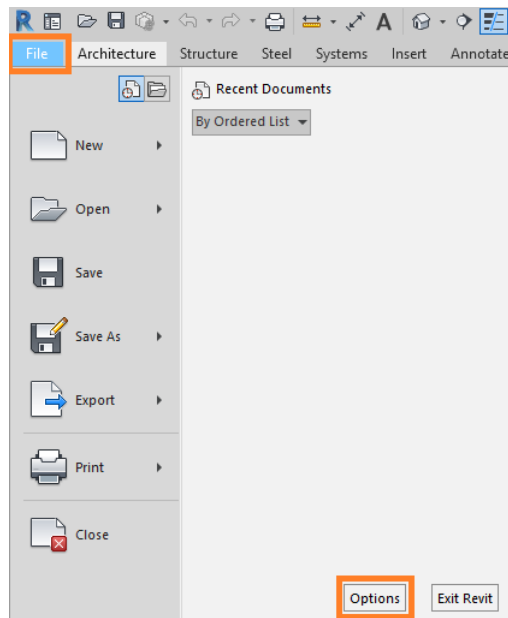 R A
File Architecture Structure Steel Systems Insert Annotate
Recent Documents
By Ordered List
New
Open
Save
Save As
Export
Print
Close
Options Exit Revit